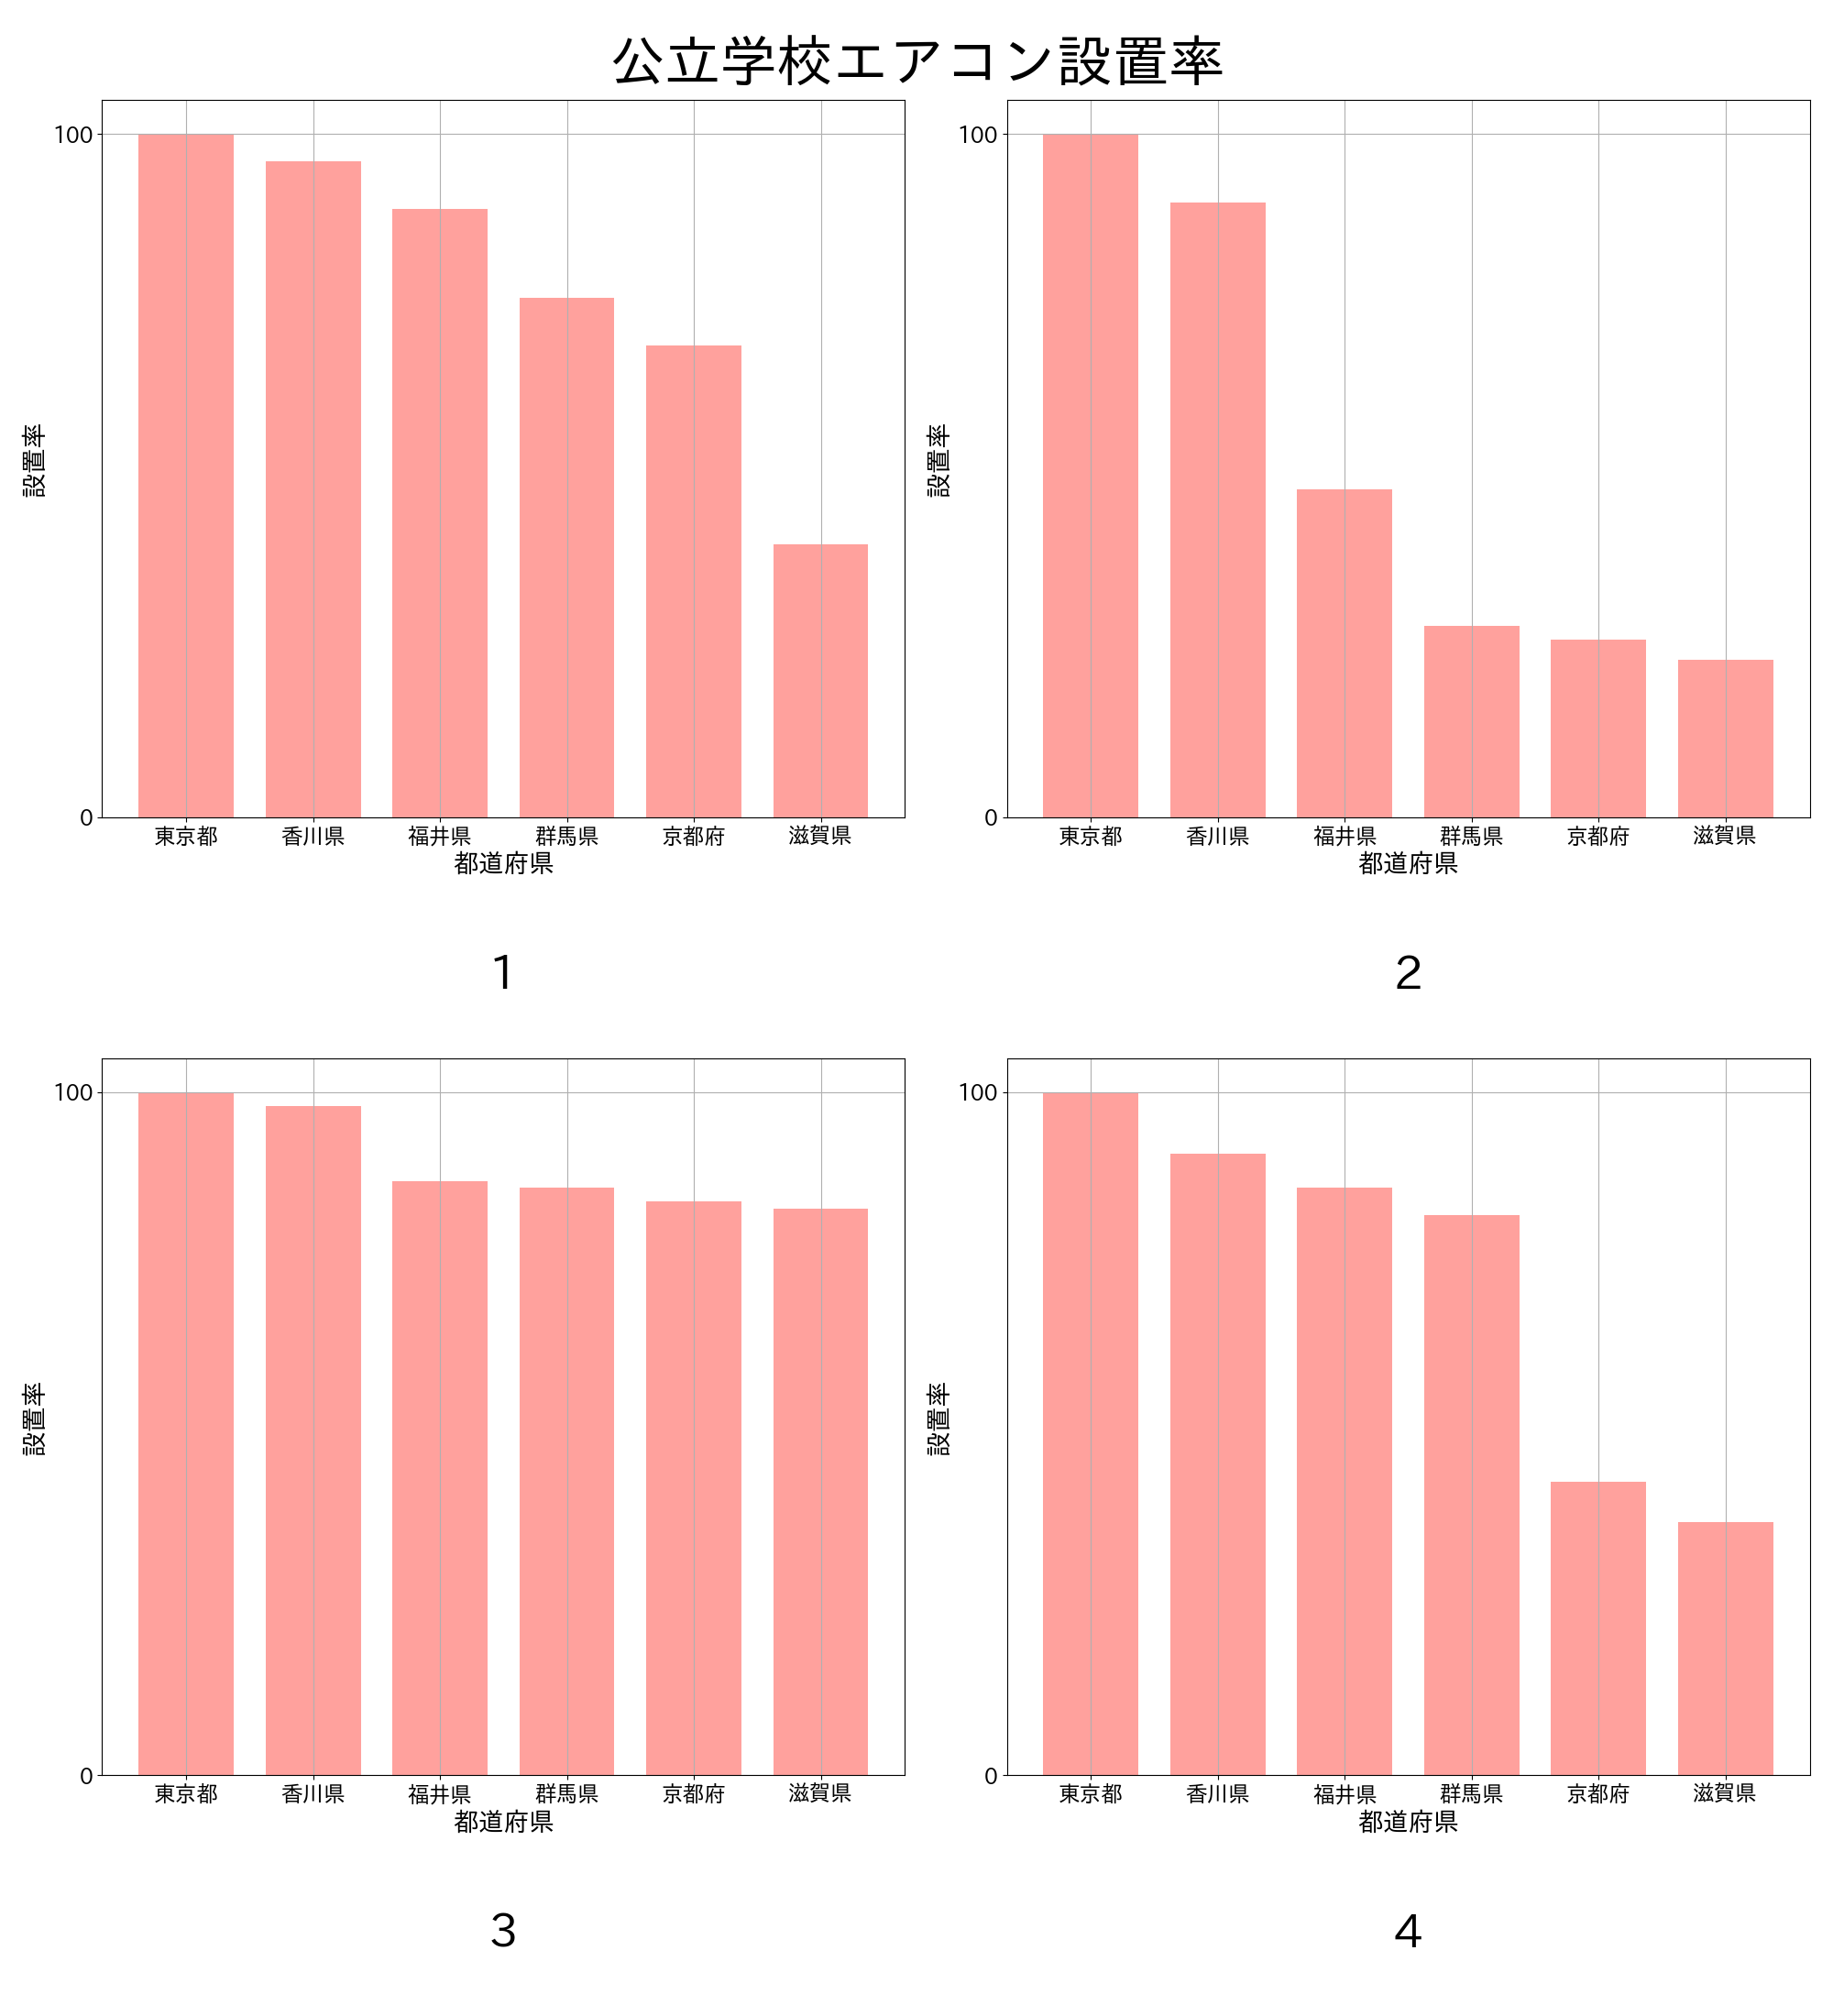 公立学校エアコン設置率
100
設置率
0
東京都 香川県 福井県 群馬県 京都府 滋賀県
都道府県
1
100
設置率
0
東京都 香川県 福井県 群馬県 京都府 滋賀県
都道府県
2
100
設置率
0
東京都 香川県 福井県 群馬県 京都府 滋賀県
都道府県
3
100
設置率
0
東京都 香川県 福井県 群馬県 京都府 滋賀県
都道府県
4